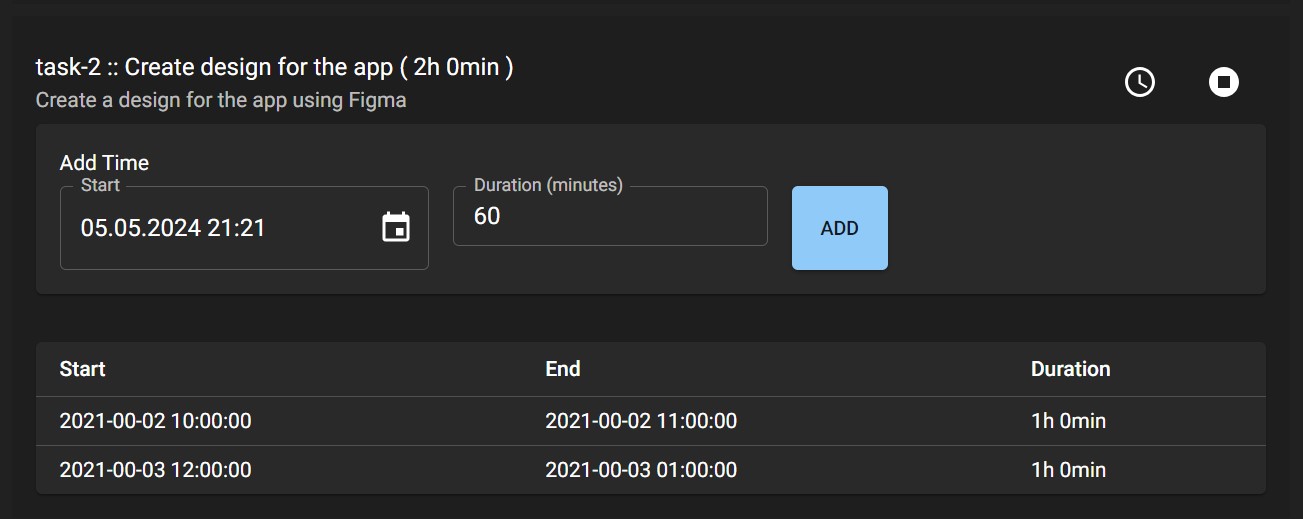 task-2 :: Create design for the app ( 2h 0min )
Create a design for the app using Figma
Add Time
Start Duration (minutes)
05.05.2024 21:21 60 ADD
Start End Duration
2021-00-02 10:00:00 2021-00-02 11:00:00 1h 0min
2021-00-03 12:00:00 2021-00-03 01:00:00 1h 0min